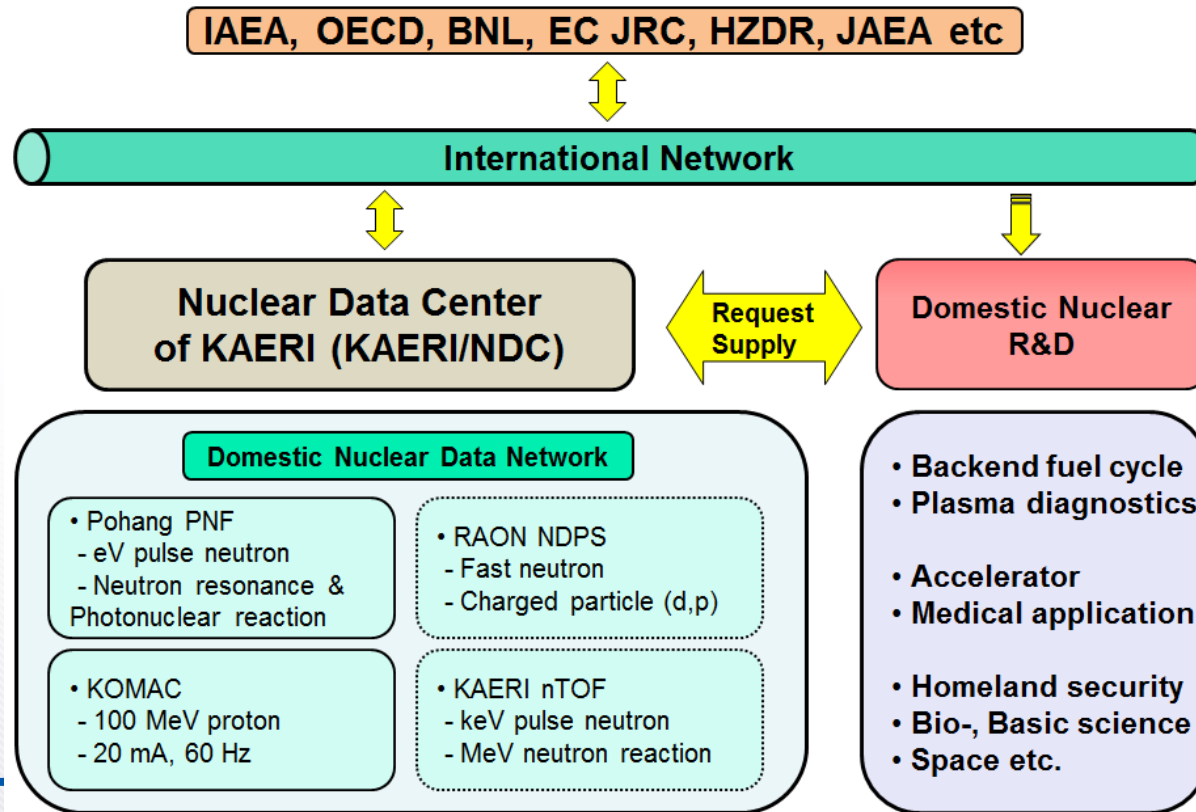 IAEA, OECD, BNL, EC JRC, HZDR, JAEA etc
International Network
Nuclear Data Center
of KAERI (KAERI/NDC)
Request
Supply
Domestic Nuclear
R&D
Domestic Nuclear Data Network
• Pohang PNF
- eV pulse neutron
- Neutron resonance &
Photonuclear reaction
• RAON NDPS
- Fast neutron
- Charged particle (d,p)
• KOMAC
- 100 MeV proton
- 20 mA, 60 Hz
• KAERI nTOF
- keV pulse neutron
- MeV neutron reaction
• Backend fuel cycle
• Plasma diagnostics
• Accelerator
• Medical application
• Homeland security
• Bio-, Basic science
• Space etc.